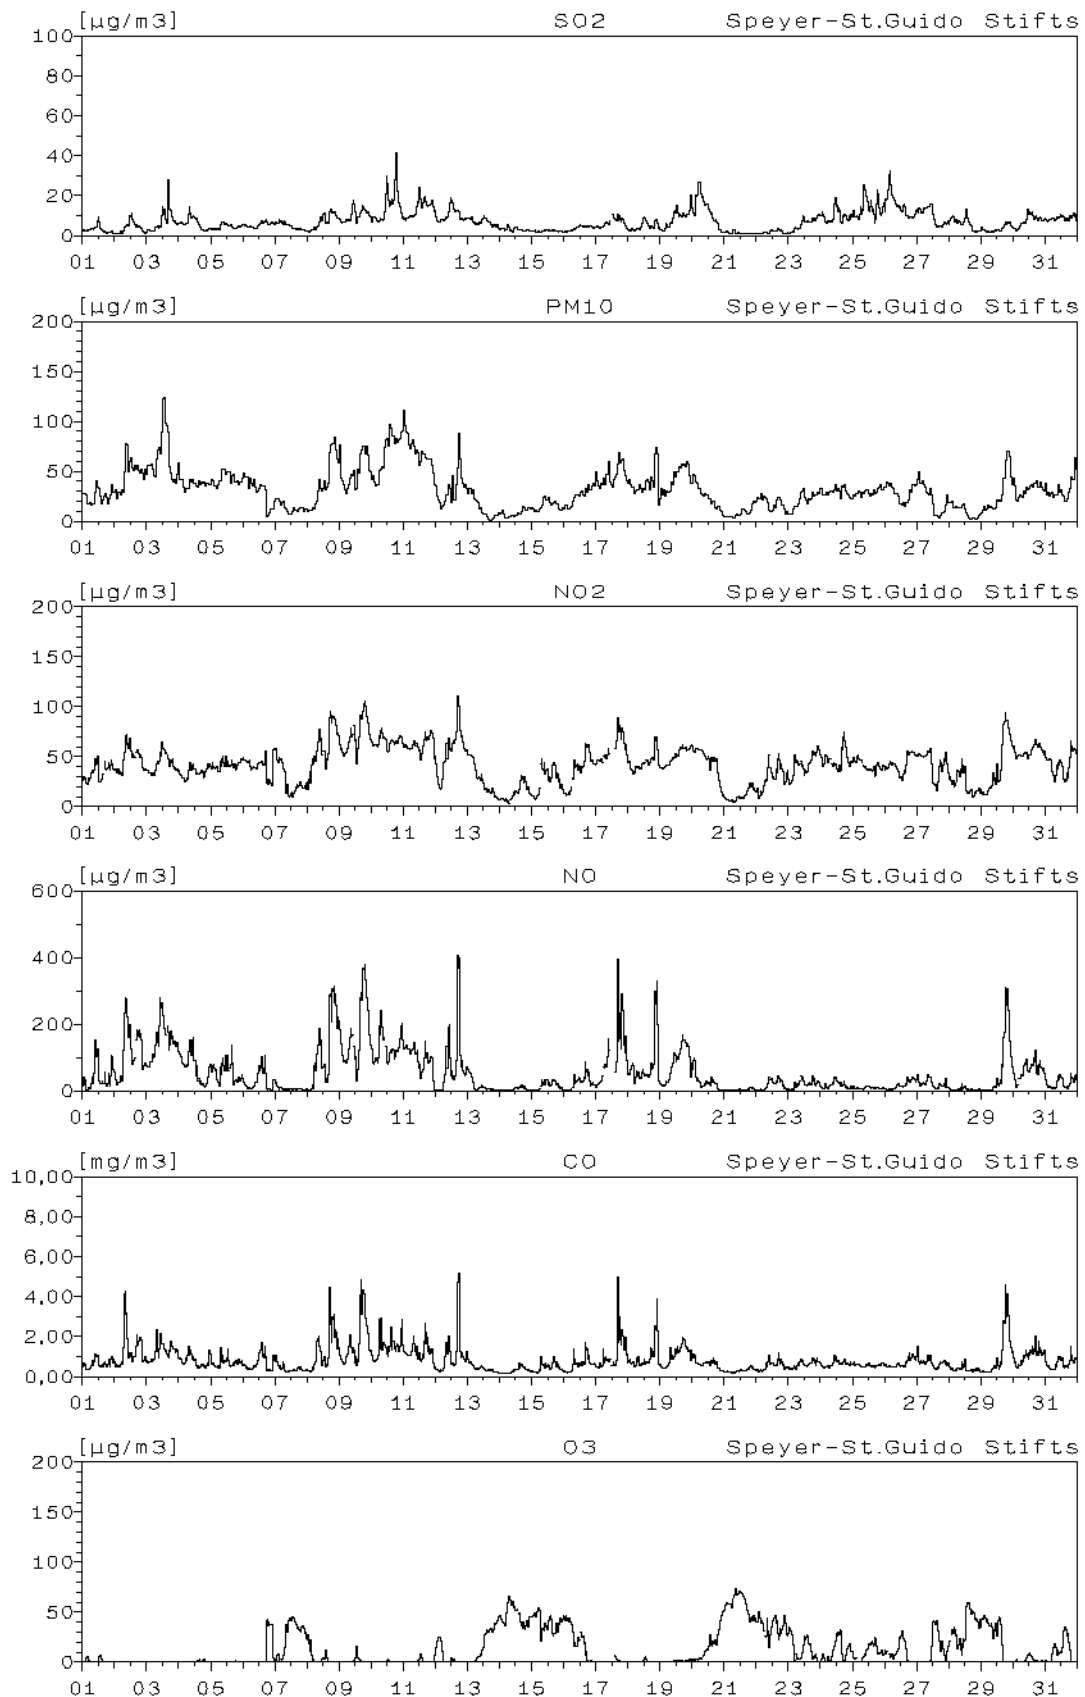 [µg/m3] SO2 Speyer-St.Guido Stifts
100
80
60
40
20
0
01 03 05 07 09 11 13 15 17 19 21 23 25 27 29 31
[µg/m3] PM10 Speyer-St.Guido Stifts
200
150
100
50
0
01 03 05 07 09 11 13 15 17 19 21 23 25 27 29 31
[µg/m3] NO2 Speyer-St.Guido Stifts
200
150
100
50
0
01 03 05 07 09 11 13 15 17 19 21 23 25 27 29 31
[µg/m3] NO Speyer-St.Guido Stifts
600
400
200
0
01 03 05 07 09 11 13 15 17 19 21 23 25 27 29 31
[mg/m3] CO Speyer-St.Guido Stifts
10,00
8,00
6,00
4,00
2,00
0,00
01 03 05 07 09 11 13 15 17 19 21 23 25 27 29 31
[µg/m3] O3 Speyer-St.Guido Stifts
200
150
100
50
0
01 03 05 07 09 11 13 15 17 19 21 23 25 27 29 31